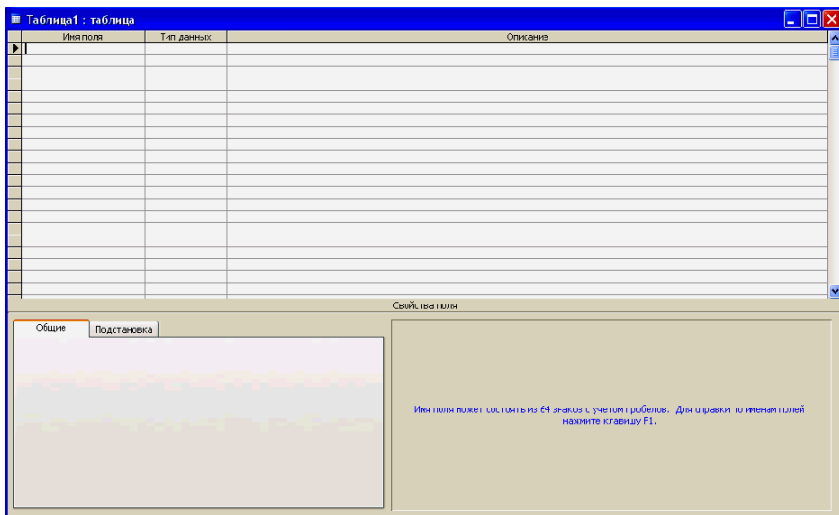 Таблица1 : таблица
Имя поля Тип данных Описание
Свойства поля
Общие Подстановка
Имя поля может состоять из 64 знаков с учетом пробелов. Для справки по именам полей
нажмите клавишу F1.